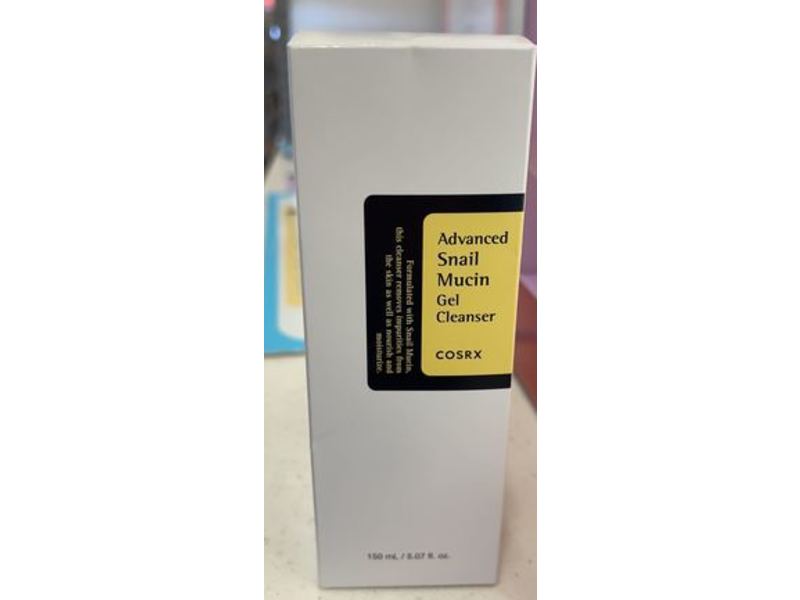 Advanced
Snail
Mucin
Gel
Cleanser
COSRX
Formulated with Snail Mucin,
this cleanser removes impurities from
the skin as well as nourish and
moisturize.
150 mL / 5.07 fl. oz.